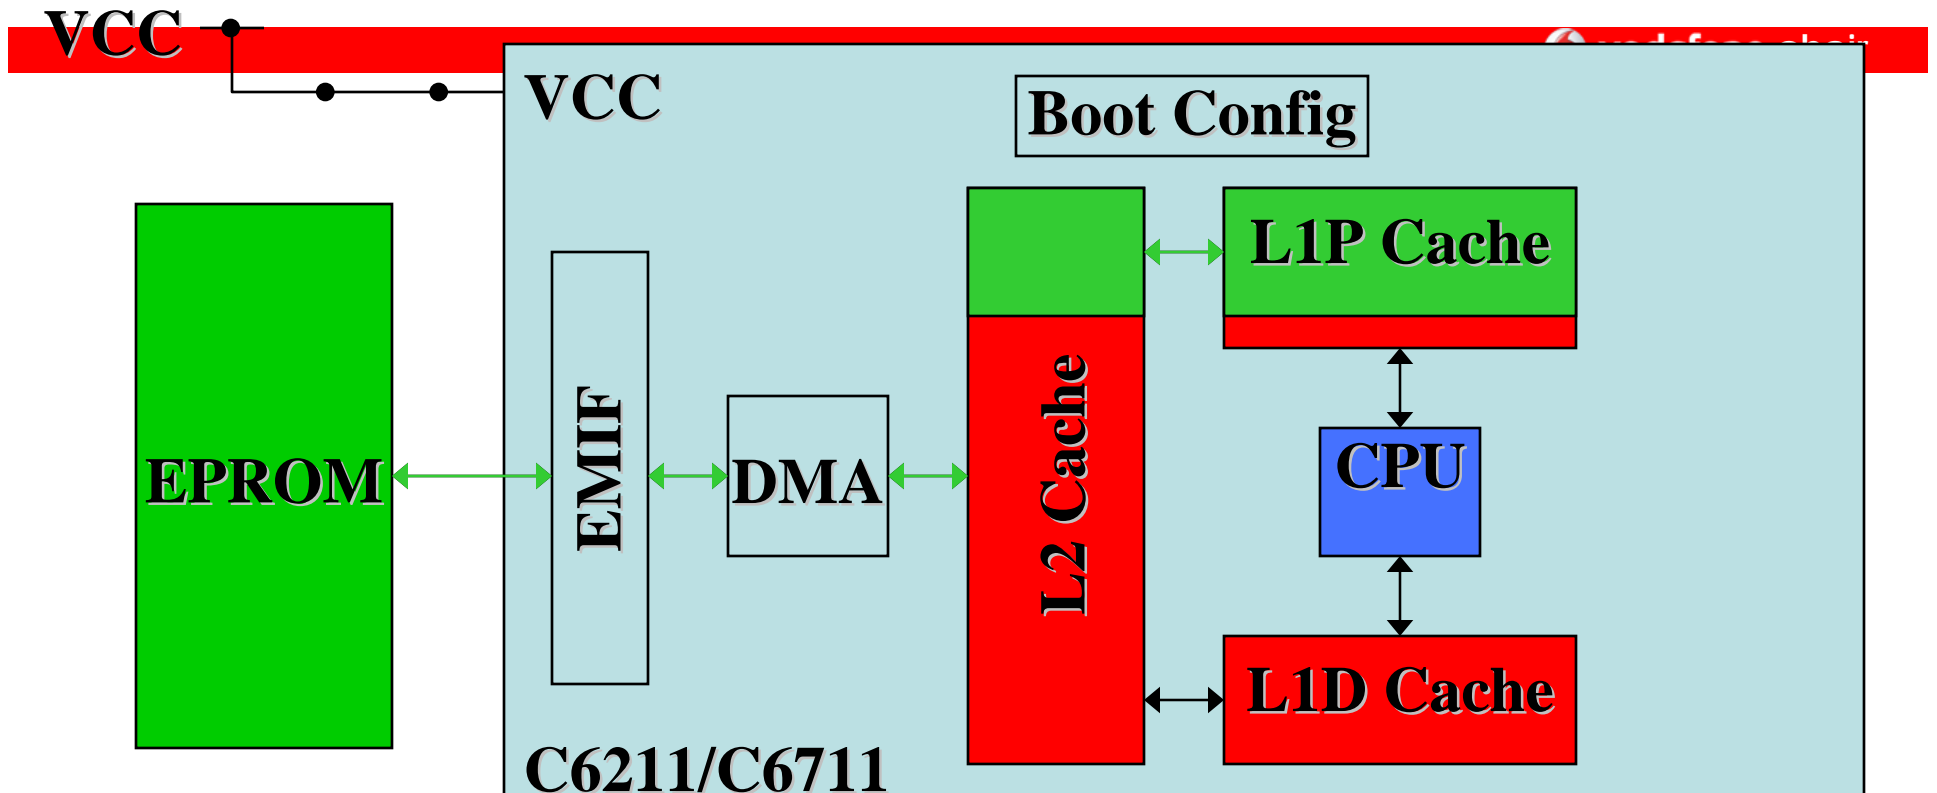 VCC
VCC
Boot Config
L1P Cache
EPROM
EMIF
DMA
L2 Cache
CPU
L1D Cache
C6211/C6711